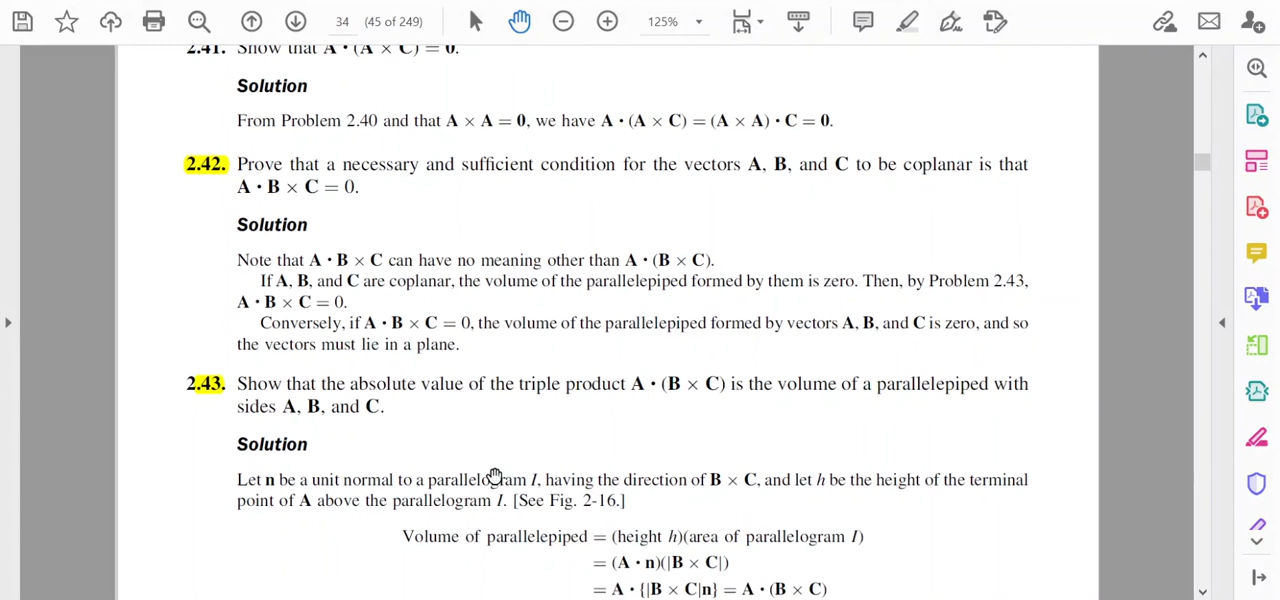 34 (45 of 249) 125%
2.41. Show that A • (A × C) = 0.
Solution
From Problem 2.40 and that A × A = 0, we have A • (A × C) = (A × A) • C = 0.
2.42. Prove that a necessary and sufficient condition for the vectors A, B, and C to be coplanar is that
A • B × C = 0.
Solution
Note that A • B × C can have no meaning other than A • (B × C).
If A, B, and C are coplanar, the volume of the parallelepiped formed by them is zero. Then, by Problem 2.43,
A • B × C = 0.
Conversely, if A • B × C = 0, the volume of the parallelepiped formed by vectors A, B, and C is zero, and so
the vectors must lie in a plane.
2.43. Show that the absolute value of the triple product A • (B × C) is the volume of a parallelepiped with
sides A, B, and C.
Solution
Let n be a unit normal to a parallelogram I, having the direction of B × C, and let h be the height of the terminal
point of A above the parallelogram I. [See Fig. 2-16.]
Volume of parallelepiped = (height h)(area of parallelogram I)
= (A • n)(|B × C|)
= A • {|B × C|n} = A • (B × C)